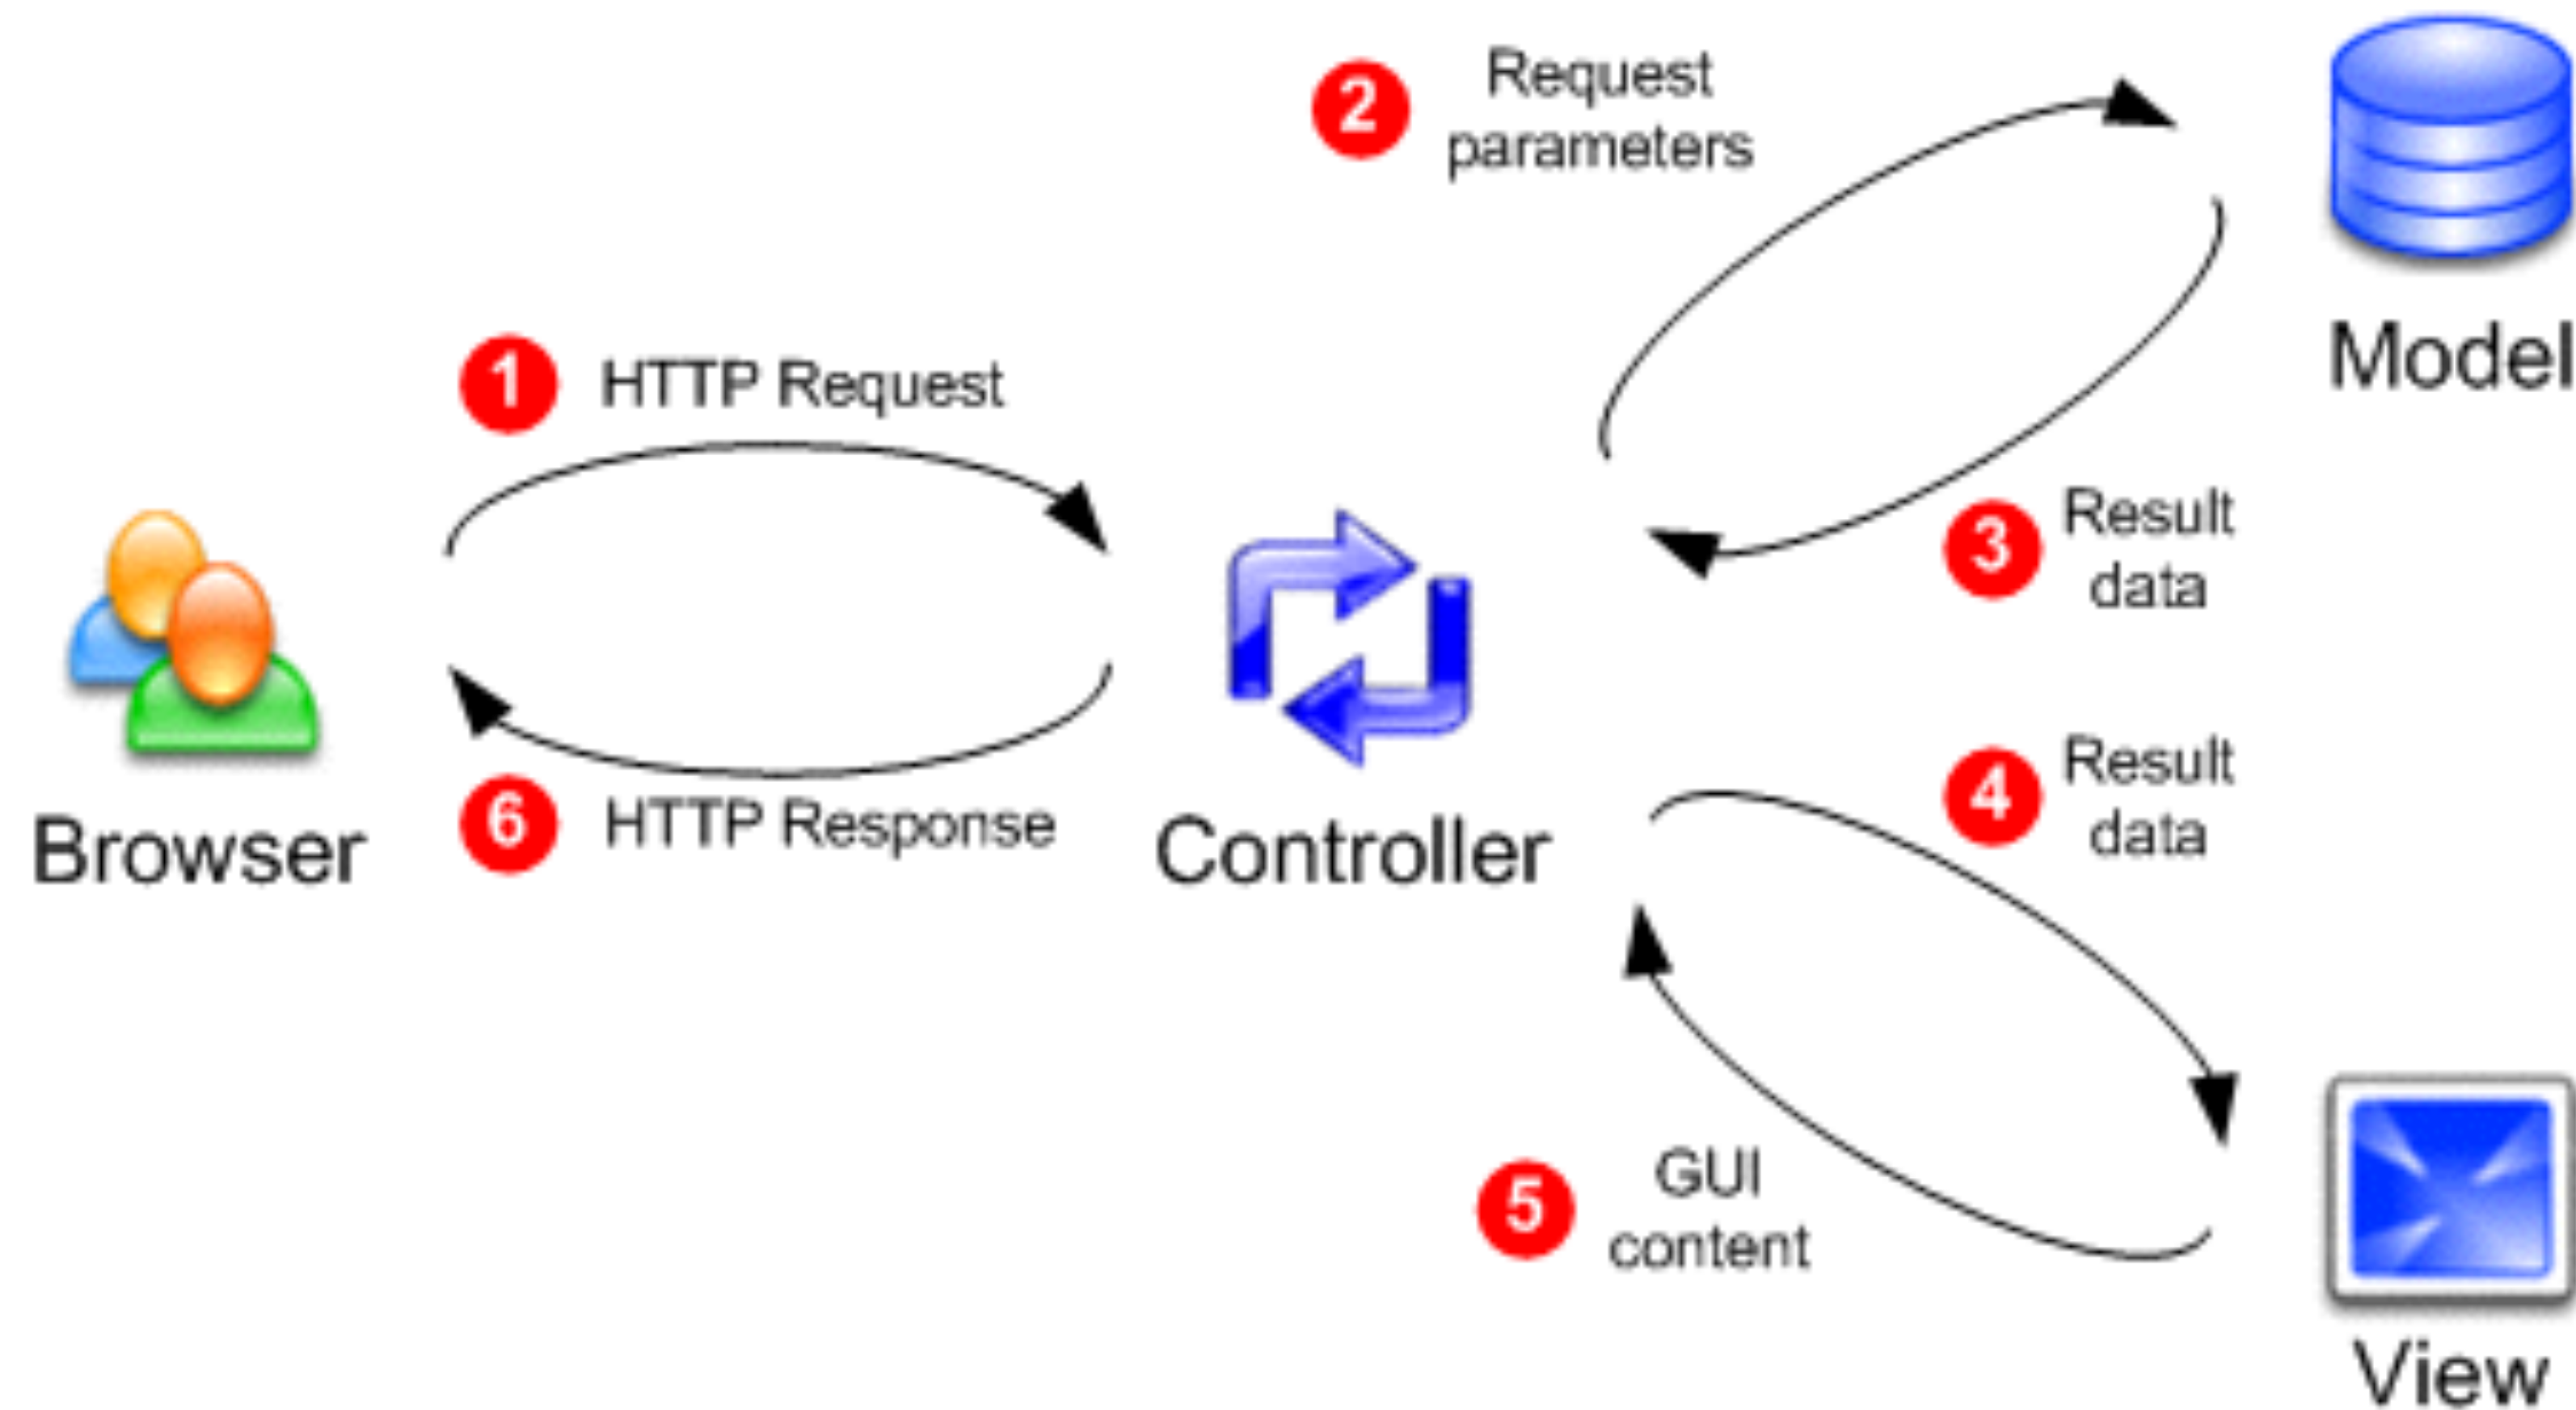 2
Request
parameters
Model
1
HTTP Request
3
Result
data
4
Result
data
6
HTTP Response
Browser
Controller
5
GUI
content
View